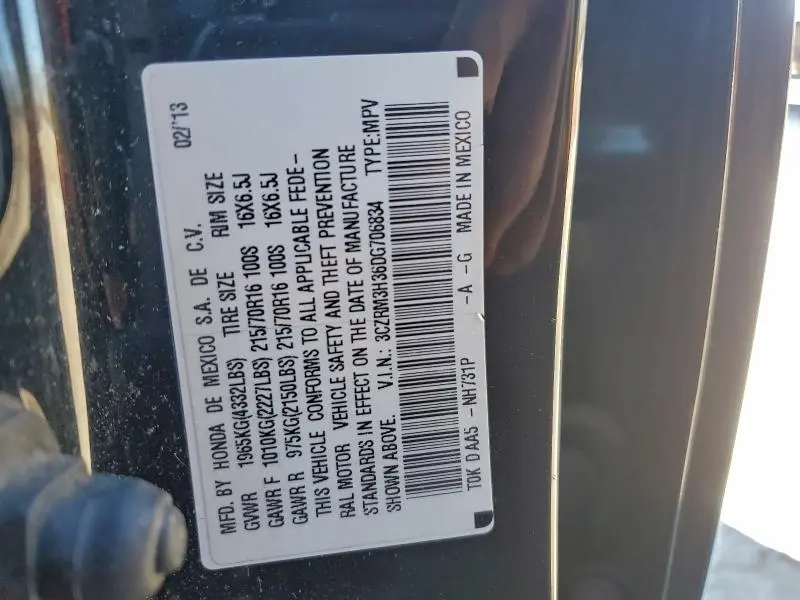 MFD. BY HONDA DE MEXICO S.A. DE C.V. 02/'13
GVWR 1965KG(4332LBS) TIRE SIZE RIM SIZE
GAWR F 1010KG(2227LBS) 215/70R16 100S 16X6.5J
GAWR R 975KG(2150LBS) 215/70R16 100S 16X6.5J
THIS VEHICLE CONFORMS TO ALL APPLICABLE FEDE-
RAL MOTOR VEHICLE SAFETY AND THEFT PREVENTION
STANDARDS IN EFFECT ON THE DATE OF MANUFACTURE
SHOWN ABOVE. V.I.N.: 3CZRM3H36DG706834 TYPE:MPV
TOK D AA5 -NH731P -A -G MADE IN MEXICO